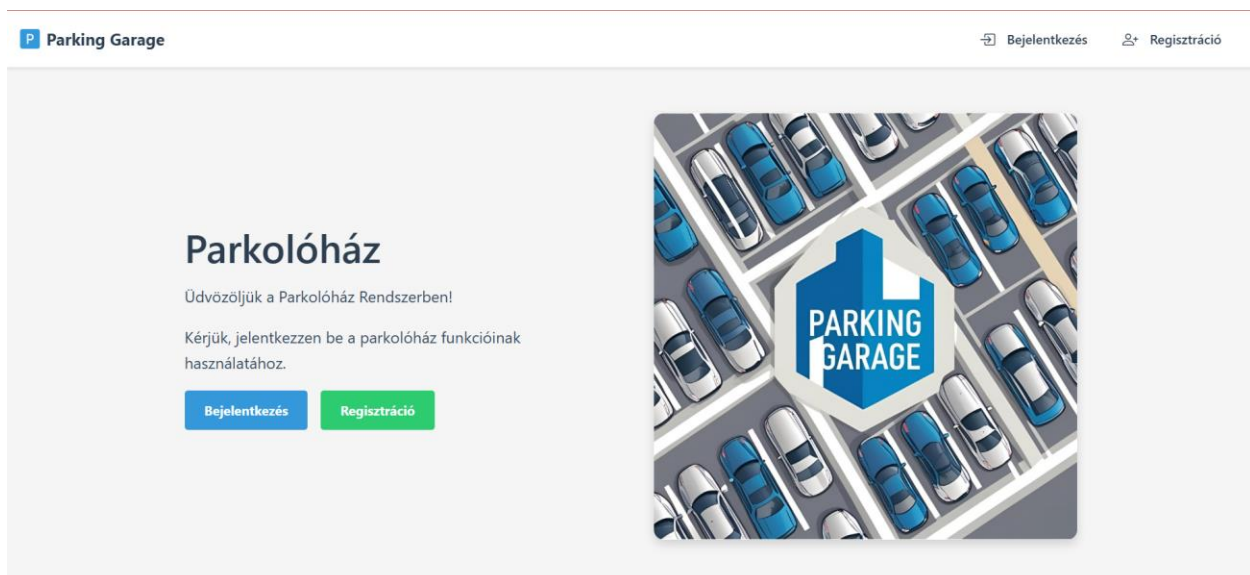 P Parking Garage
Bejelentkezés
Regisztráció
Parkolóház
Üdvözöljük a Parkolóház Rendszerben!
Kérjük, jelentkezzen be a parkolóház funkcióinak
használatához.
Bejelentkezés
Regisztráció
PARKING
GARAGE